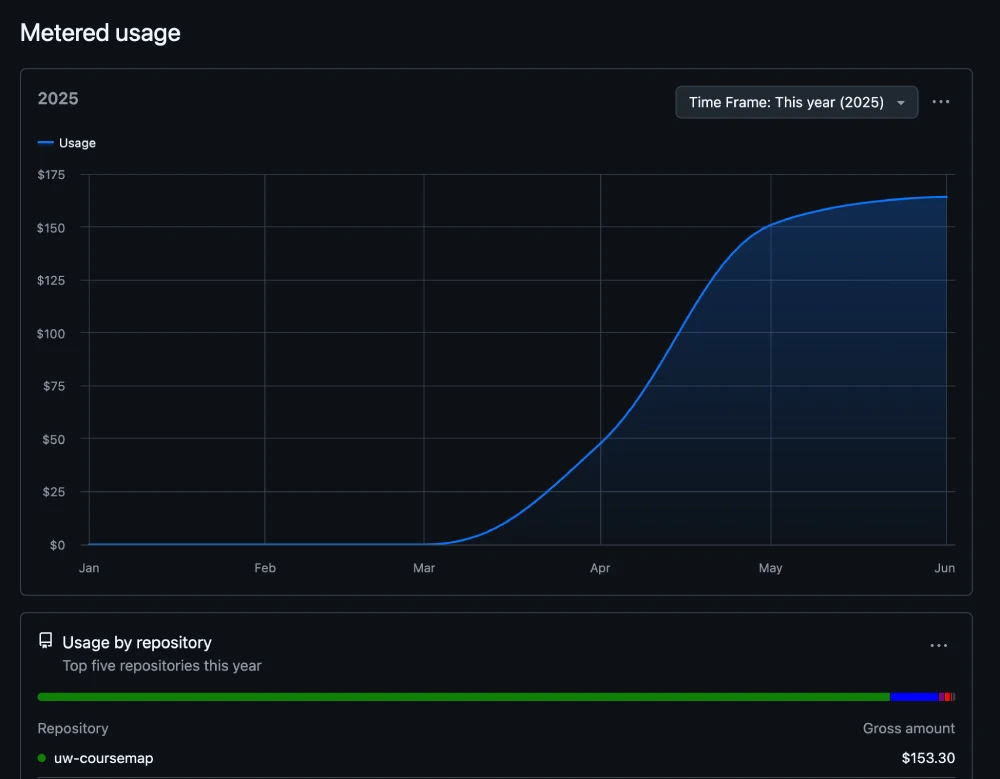 Metered usage
2025
Time Frame: This year (2025)
Usage
$175
$150
$125
$100
$75
$50
$25
$0
Jan Feb Mar Apr May Jun
Usage by repository
Top five repositories this year
Repository Gross amount
uw-coursemap $153.30